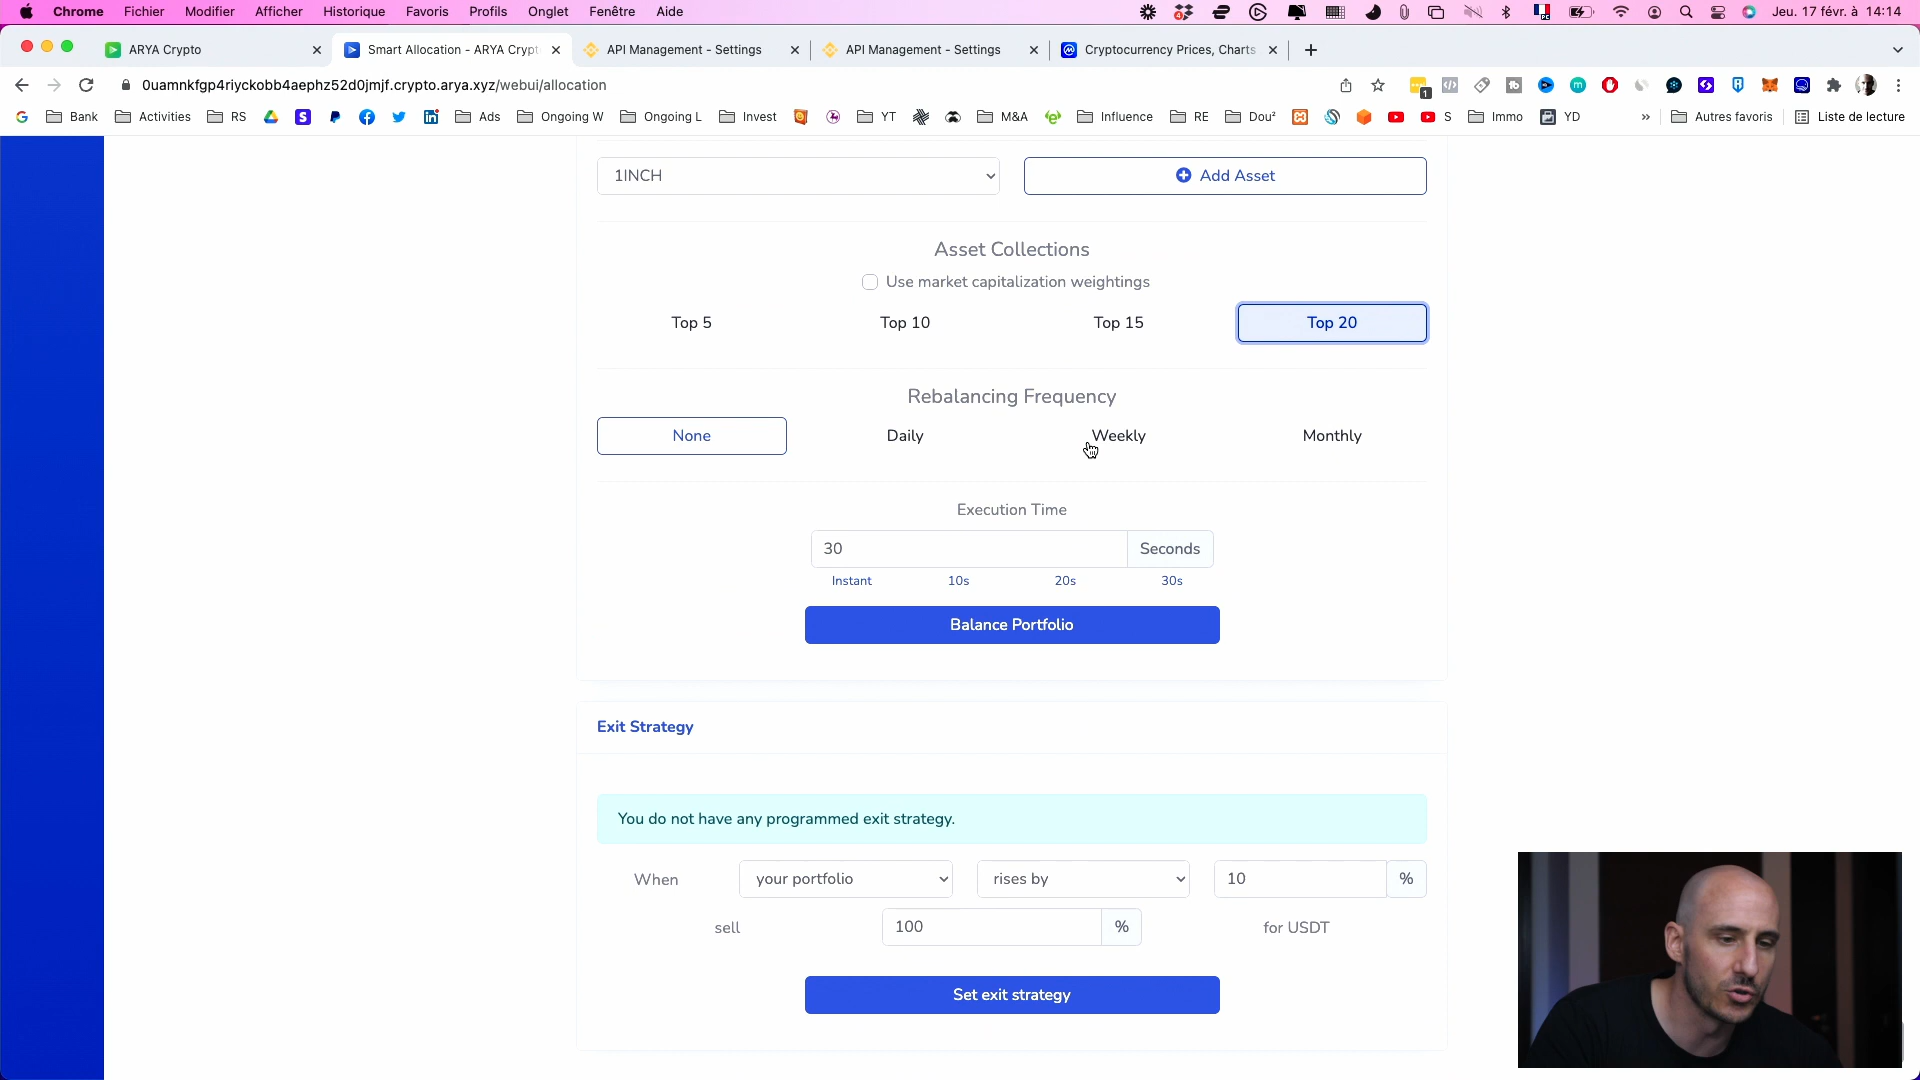 Chrome Fichier Modifier Afficher Historique Favoris Profils Onglet Fenêtre Aide Jeu. 17 févr. à 14:14
ARYA Crypto
Smart Allocation - ARYA Crypt
API Management - Settings
API Management - Settings
Cryptocurrency Prices, Charts
0uamnkfgp4riyckobb4aephz52d0jmjf.crypto.arya.xyz/webui/allocation
Bank Activities RS Ads Ongoing W Ongoing L Invest YT M&A Influence RE Dou² S Immo YD » Autres favoris Liste de lecture
1INCH
Add Asset
Asset Collections
Use market capitalization weightings
Top 5 Top 10 Top 15 Top 20
Rebalancing Frequency
None Daily Weekly Monthly
Execution Time
30 Seconds
Instant 10s 20s 30s
Balance Portfolio
Exit Strategy
You do not have any programmed exit strategy.
When your portfolio rises by 10 %
sell 100 % for USDT
Set exit strategy